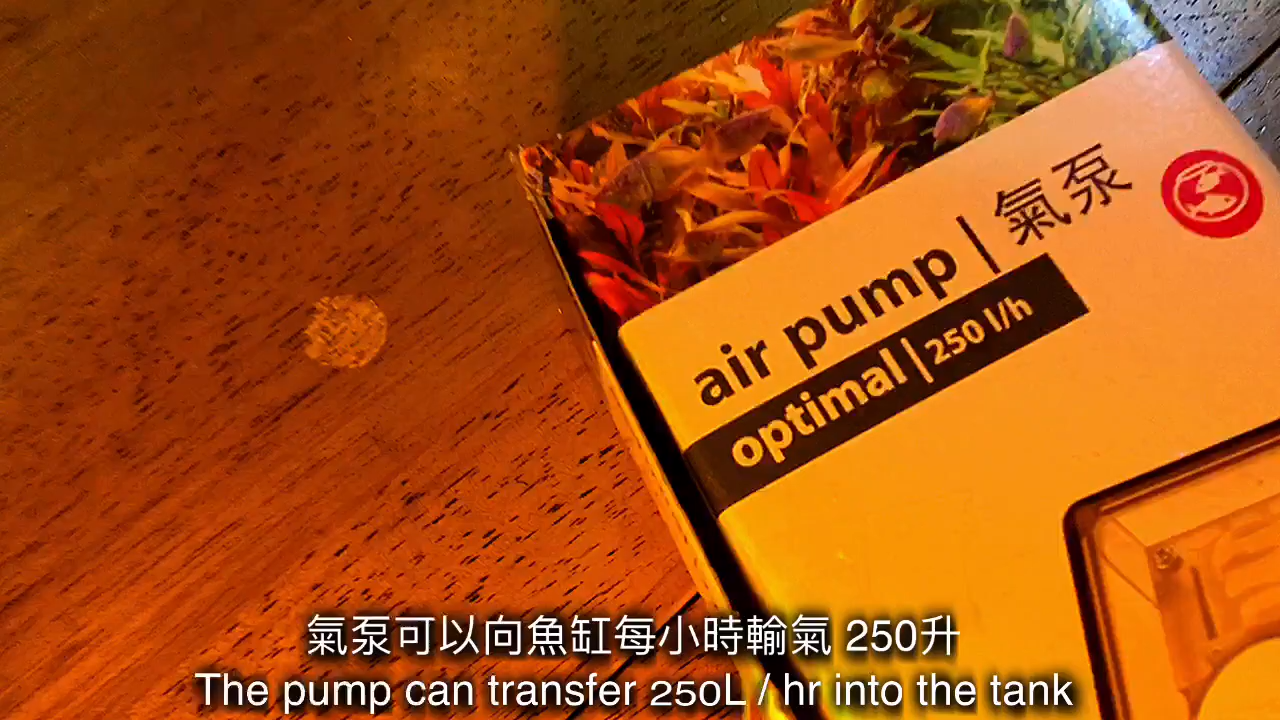 air pump | 氣泵
optimal | 250 l/h
氣泵可以向魚缸每小時輸氣 250升
The pump can transfer 250L / hr into the tank